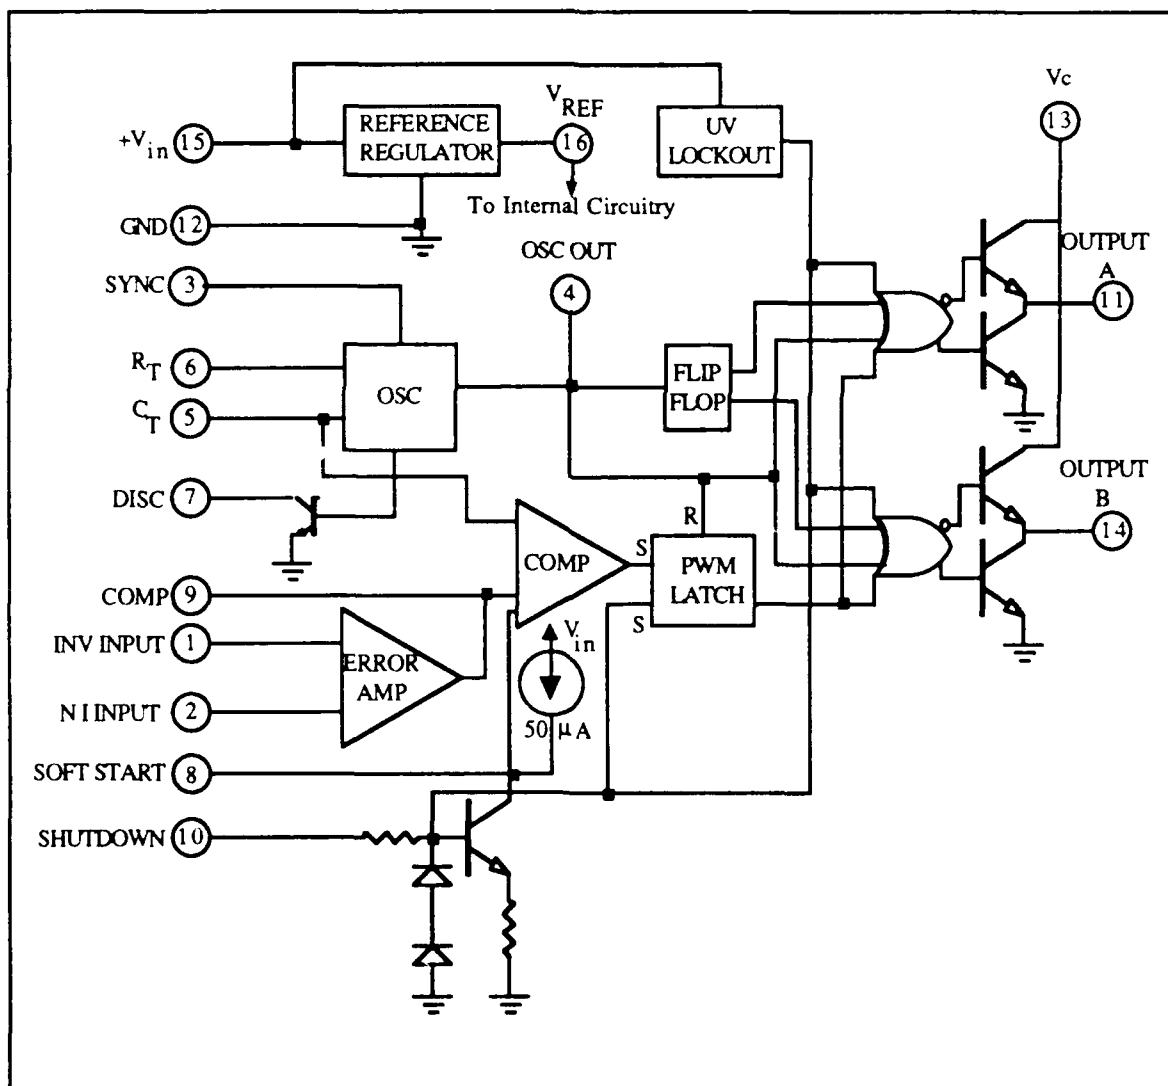 V
REF
Vc
13
+Vin
15
REFERENCE
REGULATOR
16
UV
LOCKOUT
To Internal Circuitry
GND
12
OSC OUT
OUTPUT
A
SYNC
3
4
11
RT
6
OSC
FLIP
FLOP
CT
5
OUTPUT
B
DISC
7
R
14
COMP
S
PWM
LATCH
COMP
9
S
INV INPUT
1
Vin
ERROR
AMP
N I INPUT
2
50 μA
SOFT START
8
SHUTDOWN
10